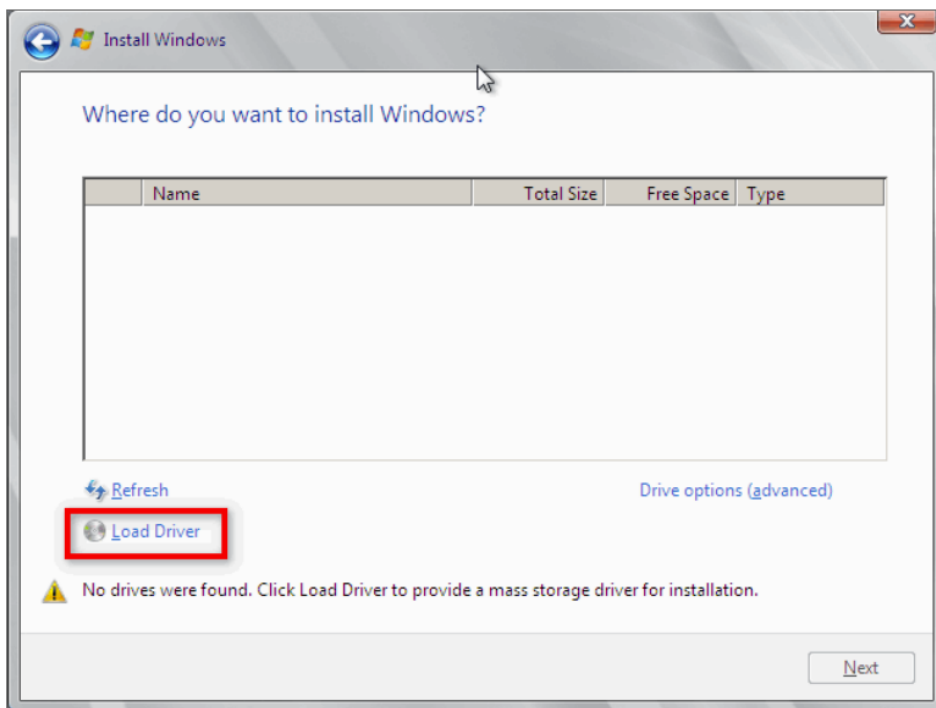 Install Windows
Where do you want to install Windows?
Name Total Size Free Space Type
Refresh Drive options (advanced)
Load Driver
No drives were found. Click Load Driver to provide a mass storage driver for installation.
Next